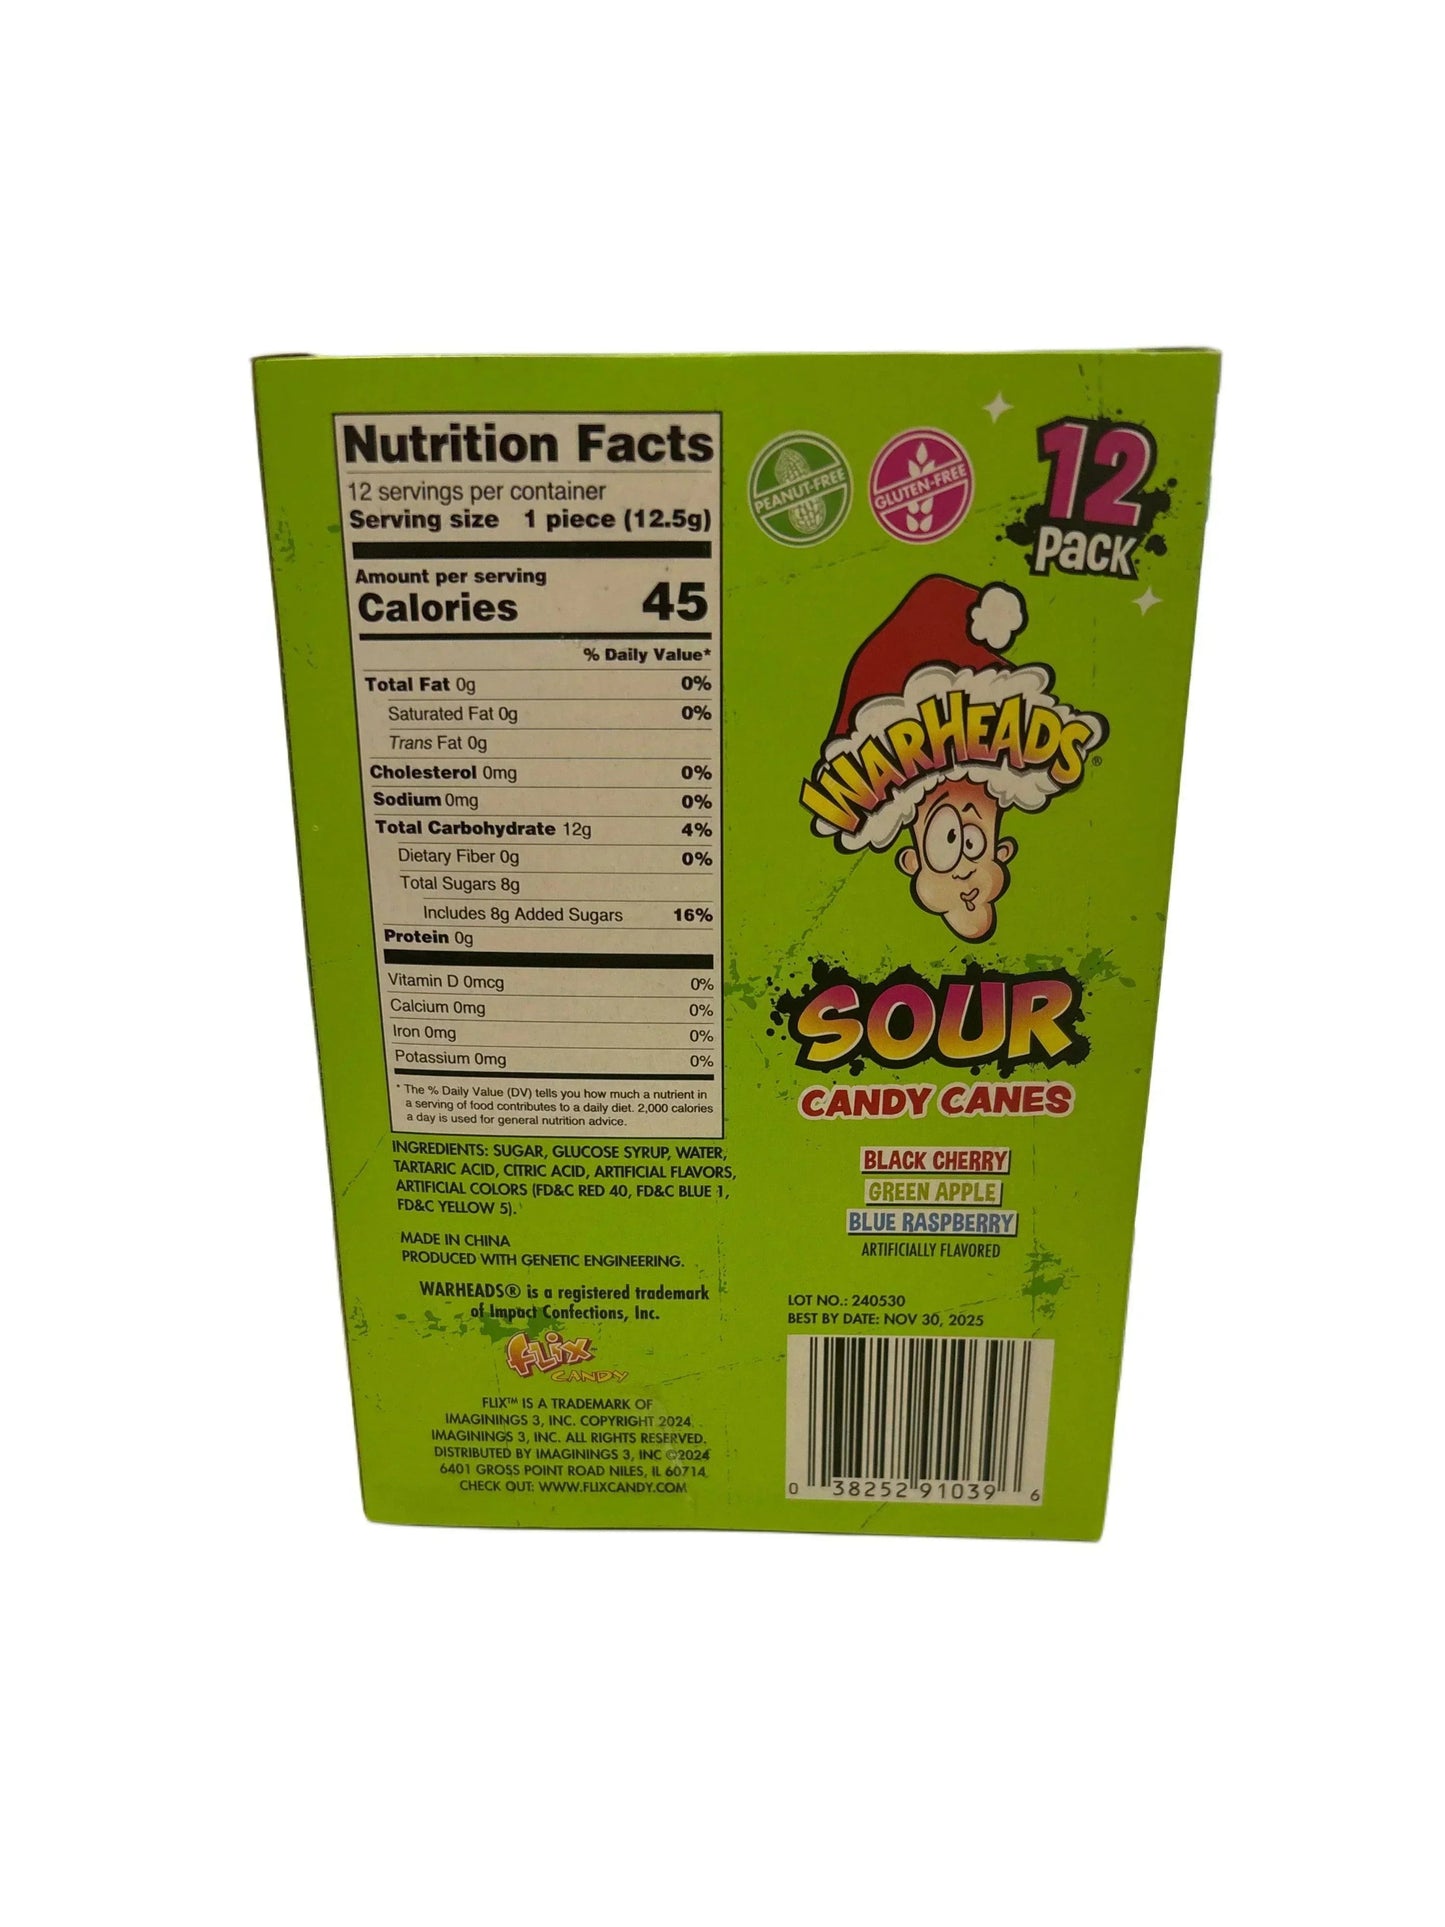 Nutrition Facts
12 servings per container
Serving size 1 piece (12.5g)
Amount per serving
Calories 45
% Daily Value*
Total Fat 0g 0%
Saturated Fat 0g 0%
Trans Fat 0g
Cholesterol 0mg 0%
Sodium 0mg 0%
Total Carbohydrate 12g 4%
Dietary Fiber 0g 0%
Total Sugars 8g
Includes 8g Added Sugars 16%
Protein 0g
Vitamin D 0mcg 0%
Calcium 0mg 0%
Iron 0mg 0%
Potassium 0mg 0%
* The % Daily Value (DV) tells you how much a nutrient in
a serving of food contributes to a daily diet. 2,000 calories
a day is used for general nutrition advice.
INGREDIENTS: SUGAR, GLUCOSE SYRUP, WATER,
TARTARIC ACID, CITRIC ACID, ARTIFICIAL FLAVORS,
ARTIFICIAL COLORS (FD&C RED 40, FD&C BLUE 1,
FD&C YELLOW 5).
MADE IN CHINA
PRODUCED WITH GENETIC ENGINEERING.
WARHEADS® is a registered trademark
of Impact Confections, Inc.
FLIX™
CANDY
FLIX™ IS A TRADEMARK OF
IMAGININGS 3, INC. COPYRIGHT 2024.
IMAGININGS 3, INC. ALL RIGHTS RESERVED.
DISTRIBUTED BY IMAGININGS 3, INC ©2024
6401 GROSS POINT ROAD NILES, IL 60714
CHECK OUT: WWW.FLIXCANDY.COM
PEANUT-FREE
GLUTEN-FREE
12
PACK
WARHEADS®
SOUR
CANDY CANES
BLACK CHERRY
GREEN APPLE
BLUE RASPBERRY
ARTIFICIALLY FLAVORED
LOT NO.: 240530
BEST BY DATE: NOV 30, 2025
0 38252 91039 6